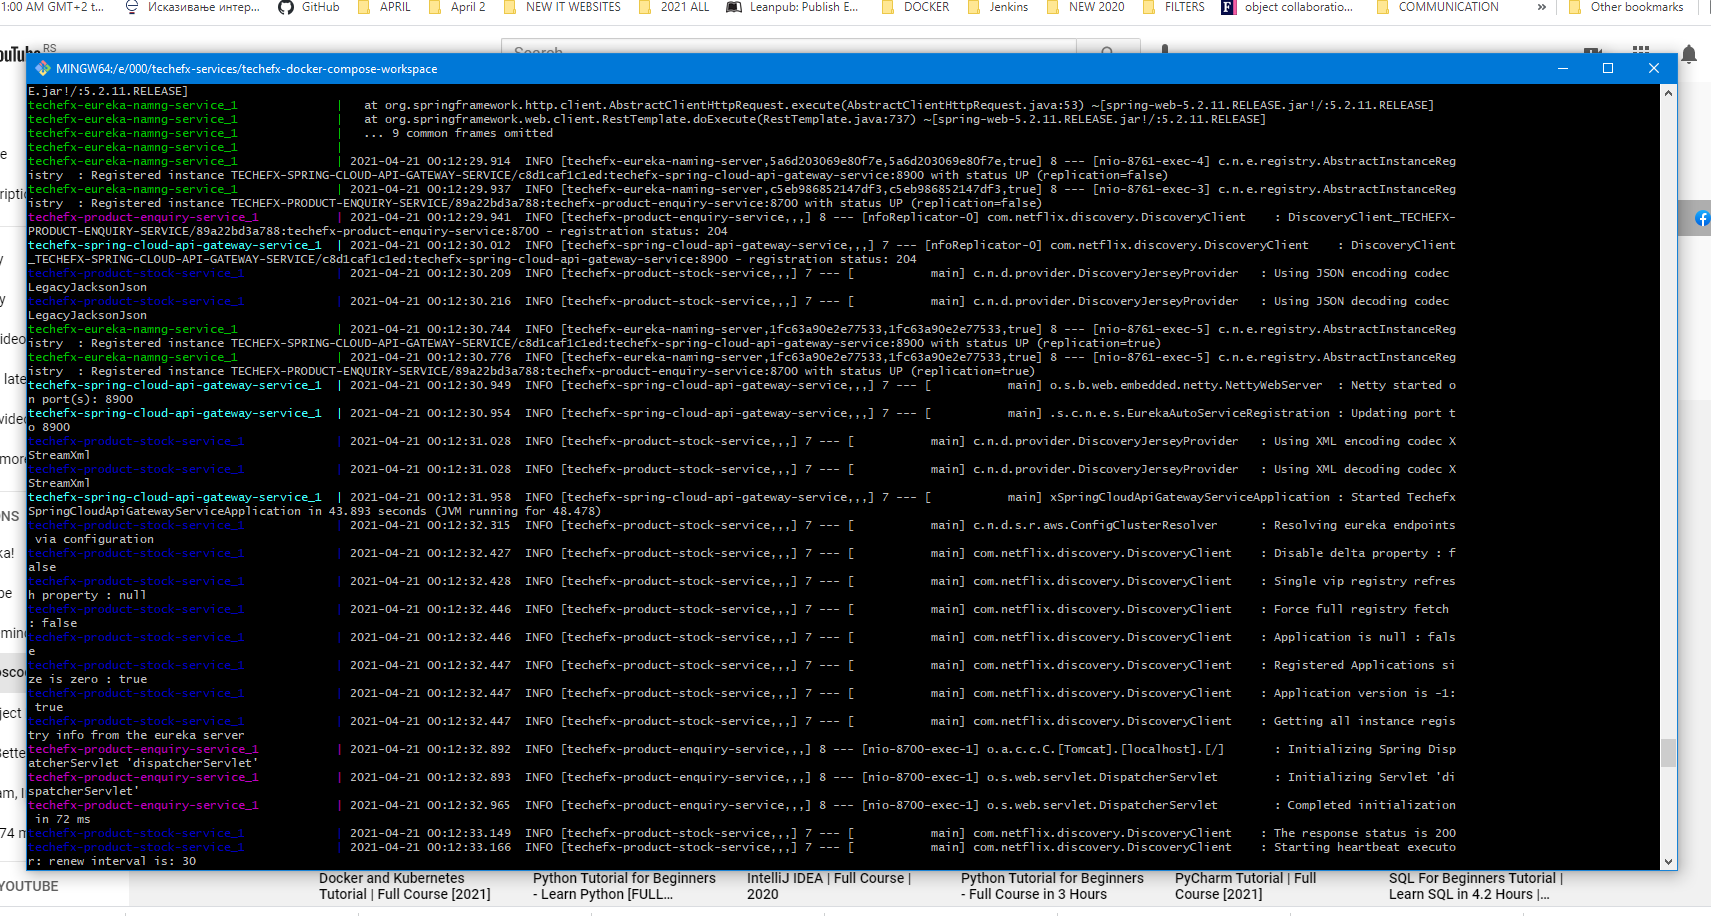 1:00 AM GMT+2 t...
Исказивање интер...
GitHub
APRIL
April 2
NEW IT WEBSITES
2021 ALL
Leanpub: Publish E...
DOCKER
Jenkins
NEW 2020
FILTERS
object collaboratio...
COMMUNICATION
»
Other bookmarks
RS
MINGW64:/e/000/techefx-services/techefx-docker-compose-workspace
E.jar!/:5.2.11.RELEASE]
techefx-eureka-namng-service_1 | at org.springframework.http.client.AbstractClientHttpRequest.execute(AbstractClientHttpRequest.java:53) ~[spring-web-5.2.11.RELEASE.jar!/:5.2.11.RELEASE]
techefx-eureka-namng-service_1 | at org.springframework.web.client.RestTemplate.doExecute(RestTemplate.java:737) ~[spring-web-5.2.11.RELEASE.jar!/:5.2.11.RELEASE]
techefx-eureka-namng-service_1 | ... 9 common frames omitted
techefx-eureka-namng-service_1 |
techefx-eureka-namng-service_1 | 2021-04-21 00:12:29.914 INFO [techefx-eureka-naming-server,5a6d203069e80f7e,5a6d203069e80f7e,true] 8 --- [nio-8761-exec-4] c.n.e.registry.AbstractInstanceReg
istry : Registered instance TECHEFX-SPRING-CLOUD-API-GATEWAY-SERVICE/c8d1caf1c1ed:techefx-spring-cloud-api-gateway-service:8900 with status UP (replication=false)
techefx-eureka-namng-service_1 | 2021-04-21 00:12:29.937 INFO [techefx-eureka-naming-server,c5eb986852147df3,c5eb986852147df3,true] 8 --- [nio-8761-exec-3] c.n.e.registry.AbstractInstanceReg
istry : Registered instance TECHEFX-PRODUCT-ENQUIRY-SERVICE/89a22bd3a788:techefx-product-enquiry-service:8700 with status UP (replication=false)
techefx-product-enquiry-service_1 | 2021-04-21 00:12:29.941 INFO [techefx-product-enquiry-service,,,] 8 --- [nfoReplicator-0] com.netflix.discovery.DiscoveryClient : DiscoveryClient_TECHEFX-
PRODUCT-ENQUIRY-SERVICE/89a22bd3a788:techefx-product-enquiry-service:8700 - registration status: 204
techefx-spring-cloud-api-gateway-service_1 | 2021-04-21 00:12:30.012 INFO [techefx-spring-cloud-api-gateway-service,,,] 7 --- [nfoReplicator-0] com.netflix.discovery.DiscoveryClient : DiscoveryClient
_TECHEFX-SPRING-CLOUD-API-GATEWAY-SERVICE/c8d1caf1c1ed:techefx-spring-cloud-api-gateway-service:8900 - registration status: 204
techefx-product-stock-service_1 | 2021-04-21 00:12:30.209 INFO [techefx-product-stock-service,,,] 7 --- [ main] c.n.d.provider.DiscoveryJerseyProvider : Using JSON encoding codec
LegacyJacksonJson
techefx-product-stock-service_1 | 2021-04-21 00:12:30.216 INFO [techefx-product-stock-service,,,] 7 --- [ main] c.n.d.provider.DiscoveryJerseyProvider : Using JSON decoding codec
LegacyJacksonJson
techefx-eureka-namng-service_1 | 2021-04-21 00:12:30.744 INFO [techefx-eureka-naming-server,1fc63a90e2e77533,1fc63a90e2e77533,true] 8 --- [nio-8761-exec-5] c.n.e.registry.AbstractInstanceReg
istry : Registered instance TECHEFX-SPRING-CLOUD-API-GATEWAY-SERVICE/c8d1caf1c1ed:techefx-spring-cloud-api-gateway-service:8900 with status UP (replication=true)
techefx-eureka-namng-service_1 | 2021-04-21 00:12:30.776 INFO [techefx-eureka-naming-server,1fc63a90e2e77533,1fc63a90e2e77533,true] 8 --- [nio-8761-exec-5] c.n.e.registry.AbstractInstanceReg
istry : Registered instance TECHEFX-PRODUCT-ENQUIRY-SERVICE/89a22bd3a788:techefx-product-enquiry-service:8700 with status UP (replication=true)
techefx-spring-cloud-api-gateway-service_1 | 2021-04-21 00:12:30.949 INFO [techefx-spring-cloud-api-gateway-service,,,] 7 --- [ main] o.s.b.web.embedded.netty.NettyWebServer : Netty started o
n port(s): 8900
techefx-spring-cloud-api-gateway-service_1 | 2021-04-21 00:12:30.954 INFO [techefx-spring-cloud-api-gateway-service,,,] 7 --- [ main] .s.c.n.e.s.EurekaAutoServiceRegistration : Updating port t
o 8900
techefx-product-stock-service_1 | 2021-04-21 00:12:31.028 INFO [techefx-product-stock-service,,,] 7 --- [ main] c.n.d.provider.DiscoveryJerseyProvider : Using XML encoding codec X
StreamXml
techefx-product-stock-service_1 | 2021-04-21 00:12:31.028 INFO [techefx-product-stock-service,,,] 7 --- [ main] c.n.d.provider.DiscoveryJerseyProvider : Using XML decoding codec X
StreamXml
techefx-spring-cloud-api-gateway-service_1 | 2021-04-21 00:12:31.958 INFO [techefx-spring-cloud-api-gateway-service,,,] 7 --- [ main] xSpringCloudApiGatewayServiceApplication : Started Techefx
SpringCloudApiGatewayServiceApplication in 43.893 seconds (JVM running for 48.478)
techefx-product-stock-service_1 | 2021-04-21 00:12:32.315 INFO [techefx-product-stock-service,,,] 7 --- [ main] c.n.d.s.r.aws.ConfigClusterResolver : Resolving eureka endpoints
via configuration
techefx-product-stock-service_1 | 2021-04-21 00:12:32.427 INFO [techefx-product-stock-service,,,] 7 --- [ main] com.netflix.discovery.DiscoveryClient : Disable delta property : f
alse
techefx-product-stock-service_1 | 2021-04-21 00:12:32.428 INFO [techefx-product-stock-service,,,] 7 --- [ main] com.netflix.discovery.DiscoveryClient : Single vip registry refres
h property : null
techefx-product-stock-service_1 | 2021-04-21 00:12:32.446 INFO [techefx-product-stock-service,,,] 7 --- [ main] com.netflix.discovery.DiscoveryClient : Force full registry fetch
: false
techefx-product-stock-service_1 | 2021-04-21 00:12:32.446 INFO [techefx-product-stock-service,,,] 7 --- [ main] com.netflix.discovery.DiscoveryClient : Application is null : fals
e
techefx-product-stock-service_1 | 2021-04-21 00:12:32.447 INFO [techefx-product-stock-service,,,] 7 --- [ main] com.netflix.discovery.DiscoveryClient : Registered Applications si
ze is zero : true
techefx-product-stock-service_1 | 2021-04-21 00:12:32.447 INFO [techefx-product-stock-service,,,] 7 --- [ main] com.netflix.discovery.DiscoveryClient : Application version is -1:
true
techefx-product-stock-service_1 | 2021-04-21 00:12:32.447 INFO [techefx-product-stock-service,,,] 7 --- [ main] com.netflix.discovery.DiscoveryClient : Getting all instance regis
try info from the eureka server
techefx-product-enquiry-service_1 | 2021-04-21 00:12:32.892 INFO [techefx-product-enquiry-service,,,] 8 --- [nio-8700-exec-1] o.a.c.c.C.[Tomcat].[localhost].[/] : Initializing Spring Disp
atcherServlet 'dispatcherServlet'
techefx-product-enquiry-service_1 | 2021-04-21 00:12:32.893 INFO [techefx-product-enquiry-service,,,] 8 --- [nio-8700-exec-1] o.s.web.servlet.DispatcherServlet : Initializing Servlet 'di
spatcherServlet'
techefx-product-enquiry-service_1 | 2021-04-21 00:12:32.965 INFO [techefx-product-enquiry-service,,,] 8 --- [nio-8700-exec-1] o.s.web.servlet.DispatcherServlet : Completed initialization
in 72 ms
techefx-product-stock-service_1 | 2021-04-21 00:12:33.149 INFO [techefx-product-stock-service,,,] 7 --- [ main] com.netflix.discovery.DiscoveryClient : The response status is 200
techefx-product-stock-service_1 | 2021-04-21 00:12:33.166 INFO [techefx-product-stock-service,,,] 7 --- [ main] com.netflix.discovery.DiscoveryClient : Starting heartbeat executo
r: renew interval is: 30
YOUTUBE
Docker and Kubernetes
Tutorial | Full Course [2021]
Python Tutorial for Beginners
- Learn Python [FULL...
IntelliJ IDEA | Full Course |
2020
Python Tutorial for Beginners
- Full Course in 3 Hours
PyCharm Tutorial | Full
Course [2021]
SQL For Beginners Tutorial |
Learn SQL in 4.2 Hours |...